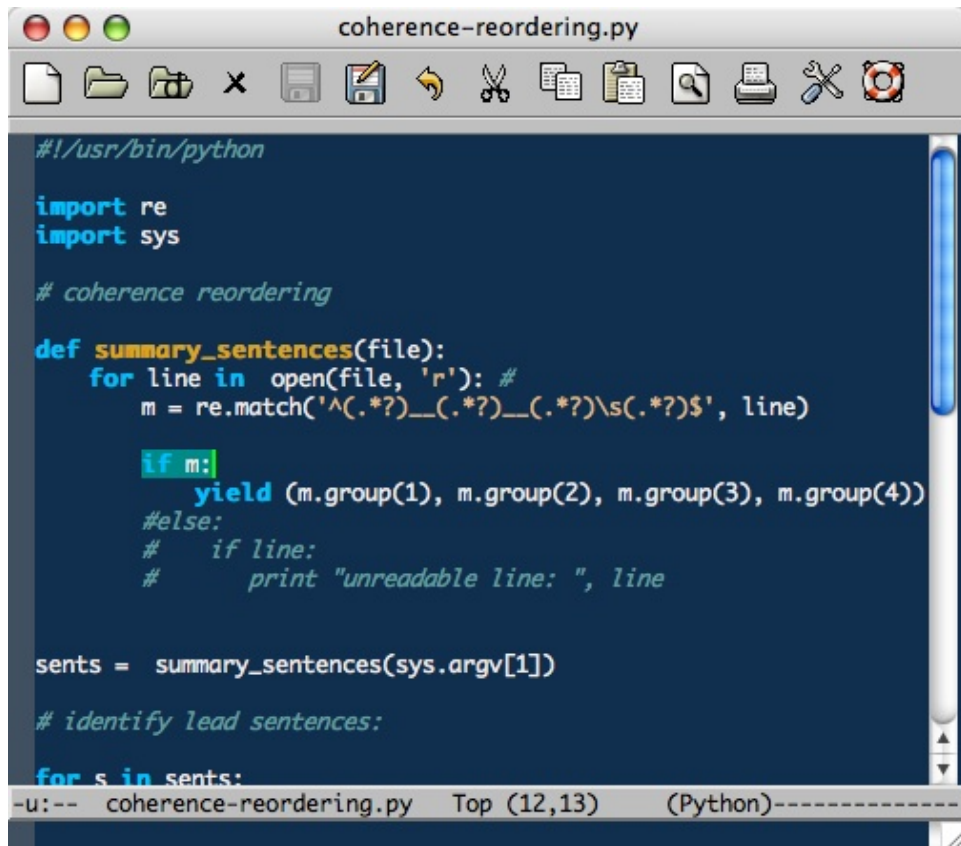 coherence-reordering.py
#!/usr/bin/python
import re
import sys
# coherence reordering
def summary_sentences(file):
    for line in  open(file, 'r'): #
        m = re.match('^(.*?)__(.*?)__(.*?)\s(.*?)$', line)
        if m:
            yield (m.group(1), m.group(2), m.group(3), m.group(4))
        #else:
        #    if line:
        #       print "unreadable line: ", line
sents =  summary_sentences(sys.argv[1])
# identify lead sentences:
for s in sents:
-u:--  coherence-reordering.py   Top (12,13)     (Python)--------------